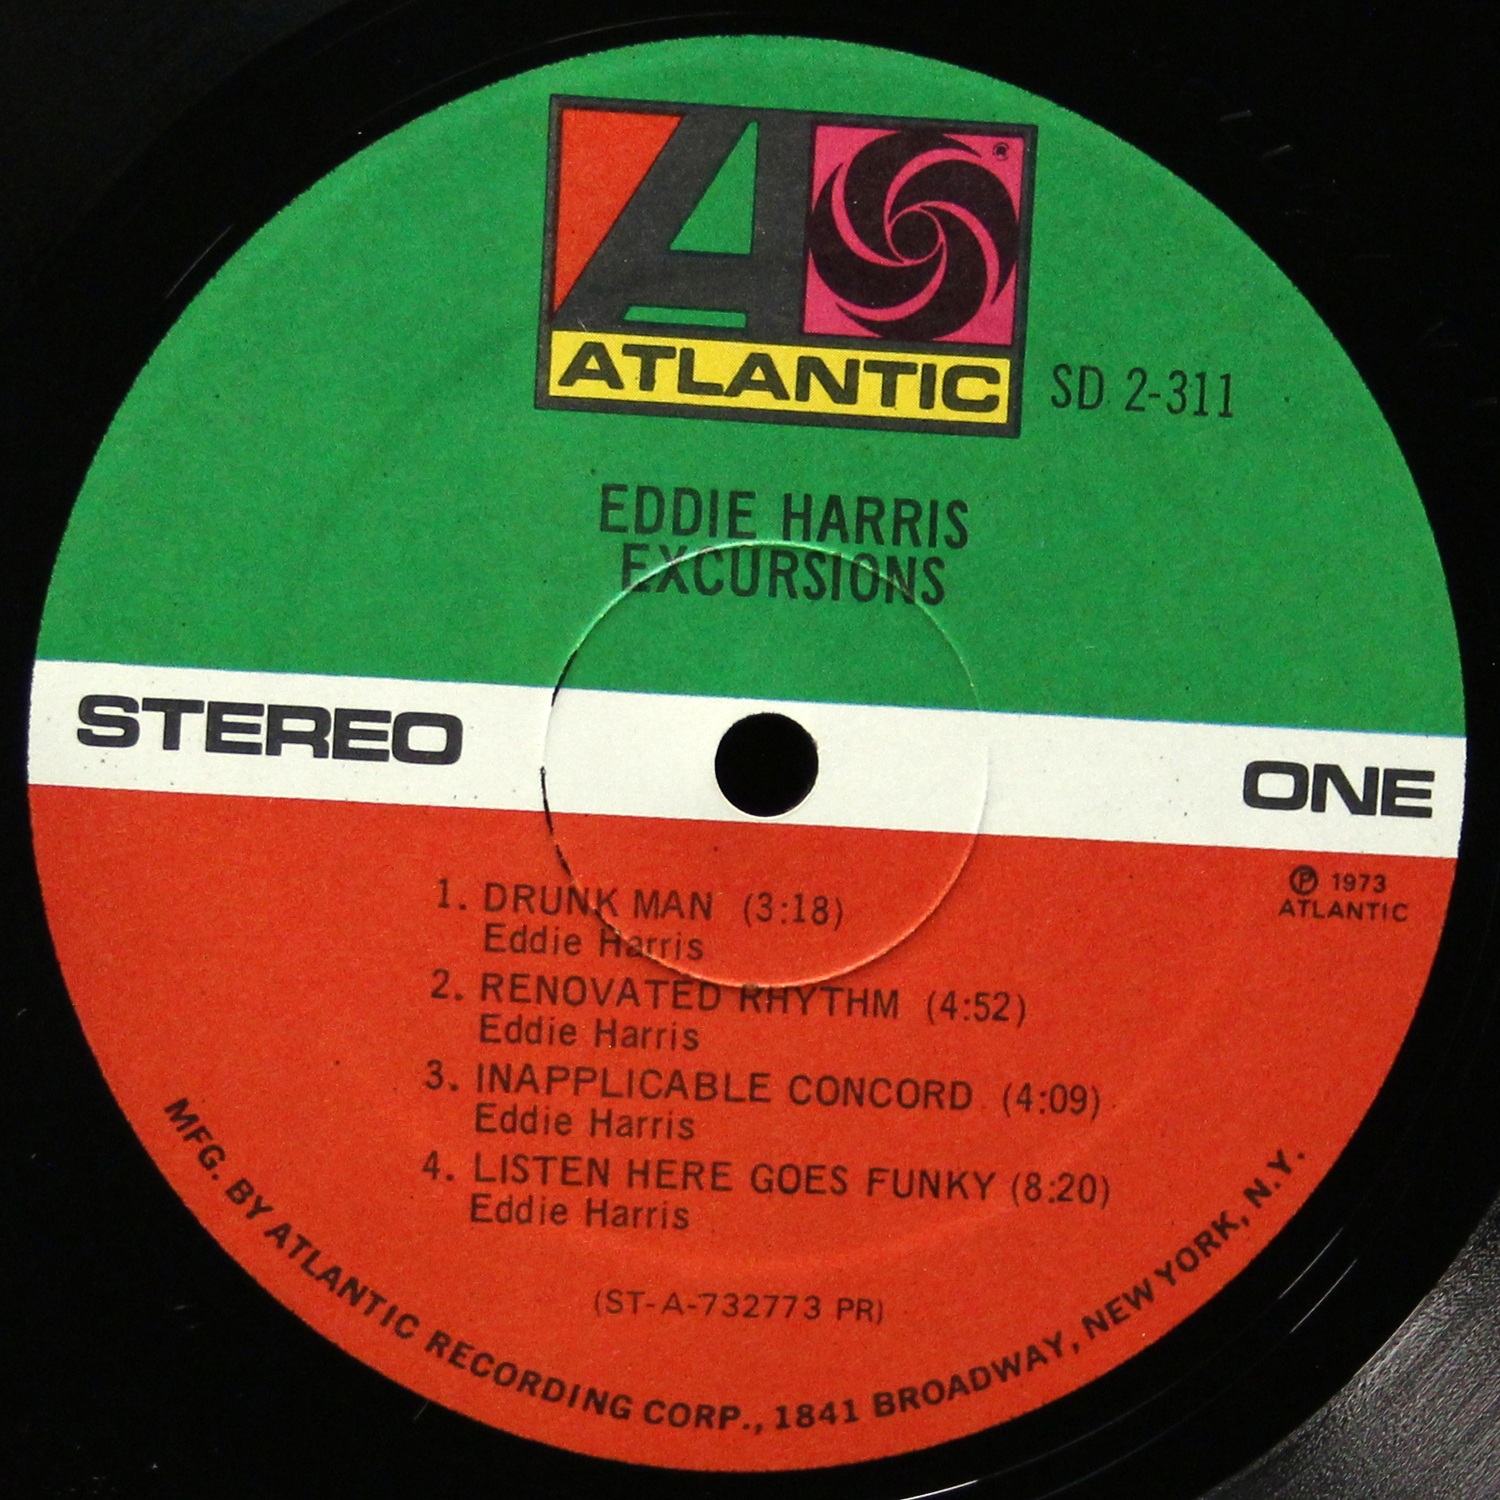 A
®
ATLANTIC
SD 2-311
EDDIE HARRIS
EXCURSIONS
STEREO
ONE
℗ 1973
ATLANTIC
1. DRUNK MAN (3:18)
Eddie Harris
2. RENOVATED RHYTHM (4:52)
Eddie Harris
3. INAPPLICABLE CONCORD (4:09)
Eddie Harris
4. LISTEN HERE GOES FUNKY (8:20)
Eddie Harris
(ST-A-732773 PR)
MFG. BY ATLANTIC RECORDING CORP., 1841 BROADWAY, NEW YORK, N.Y.